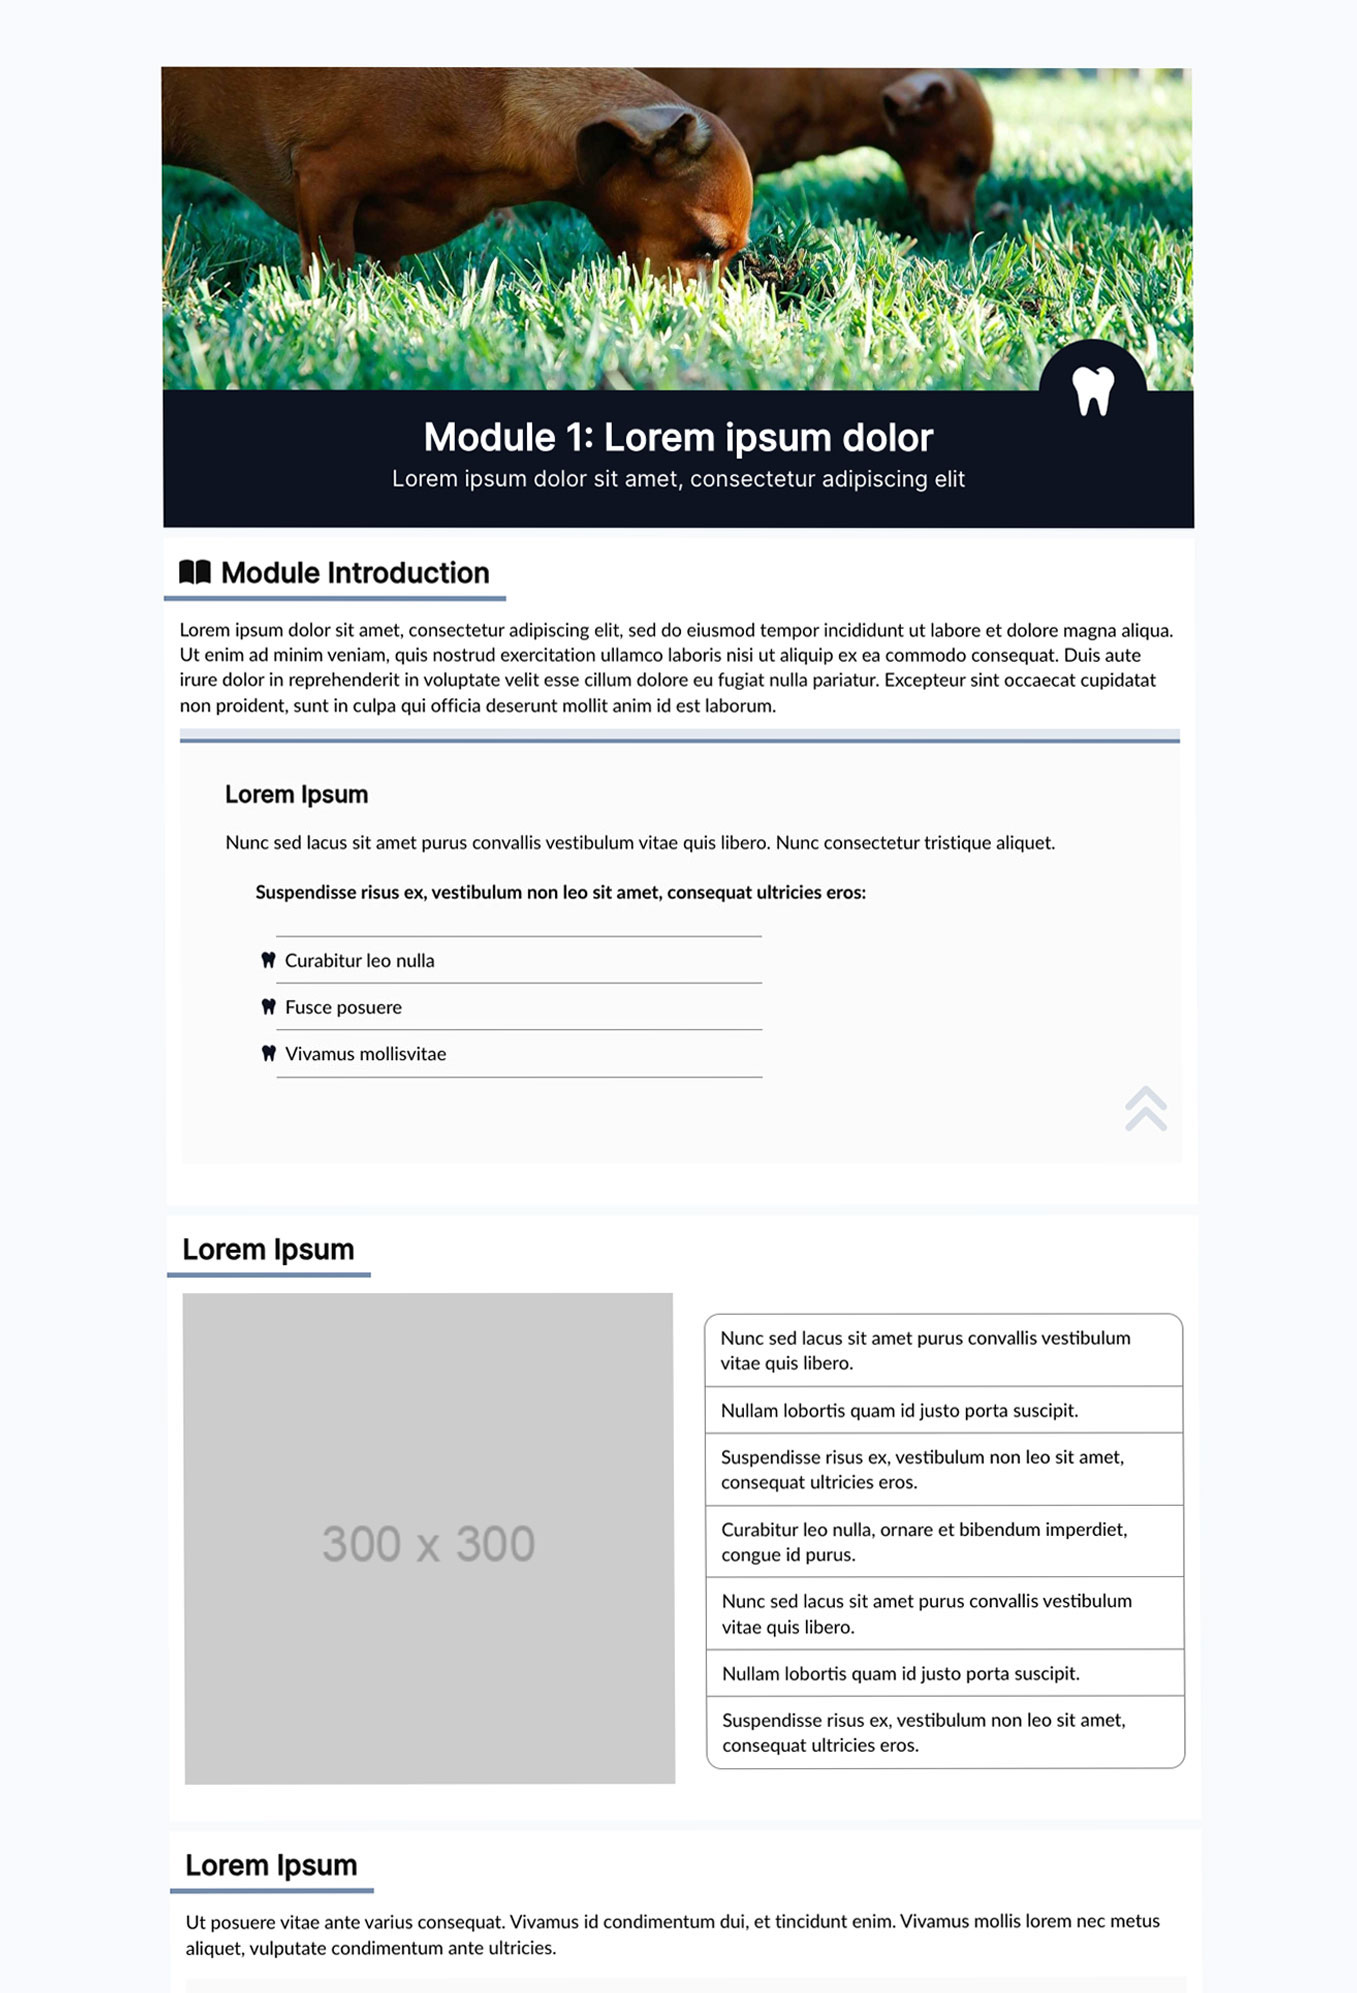 Module 1: Lorem ipsum dolor
Lorem ipsum dolor sit amet, consectetur adipiscing elit
Module Introduction
Lorem ipsum dolor sit amet, consectetur adipiscing elit, sed do eiusmod tempor incididunt ut labore et dolore magna aliqua.
Ut enim ad minim veniam, quis nostrud exercitation ullamco laboris nisi ut aliquip ex ea commodo consequat. Duis aute
irure dolor in reprehenderit in voluptate velit esse cillum dolore eu fugiat nulla pariatur. Excepteur sint occaecat cupidatat
non proident, sunt in culpa qui officia deserunt mollit anim id est laborum.
Lorem Ipsum
Nunc sed lacus sit amet purus convallis vestibulum vitae quis libero. Nunc consectetur tristique aliquet.
Suspendisse risus ex, vestibulum non leo sit amet, consequat ultricies eros:
Curabitur leo nulla
Fusce posuere
Vivamus mollisvitae
Lorem Ipsum
300 x 300
Nunc sed lacus sit amet purus convallis vestibulum
vitae quis libero.
Nullam lobortis quam id justo porta suscipit.
Suspendisse risus ex, vestibulum non leo sit amet,
consequat ultricies eros.
Curabitur leo nulla, ornare et bibendum imperdiet,
congue id purus.
Nunc sed lacus sit amet purus convallis vestibulum
vitae quis libero.
Nullam lobortis quam id justo porta suscipit.
Suspendisse risus ex, vestibulum non leo sit amet,
consequat ultricies eros.
Lorem Ipsum
Ut posuere vitae ante varius consequat. Vivamus id condimentum dui, et tincidunt enim. Vivamus mollis lorem nec metus
aliquet, vulputate condimentum ante ultricies.